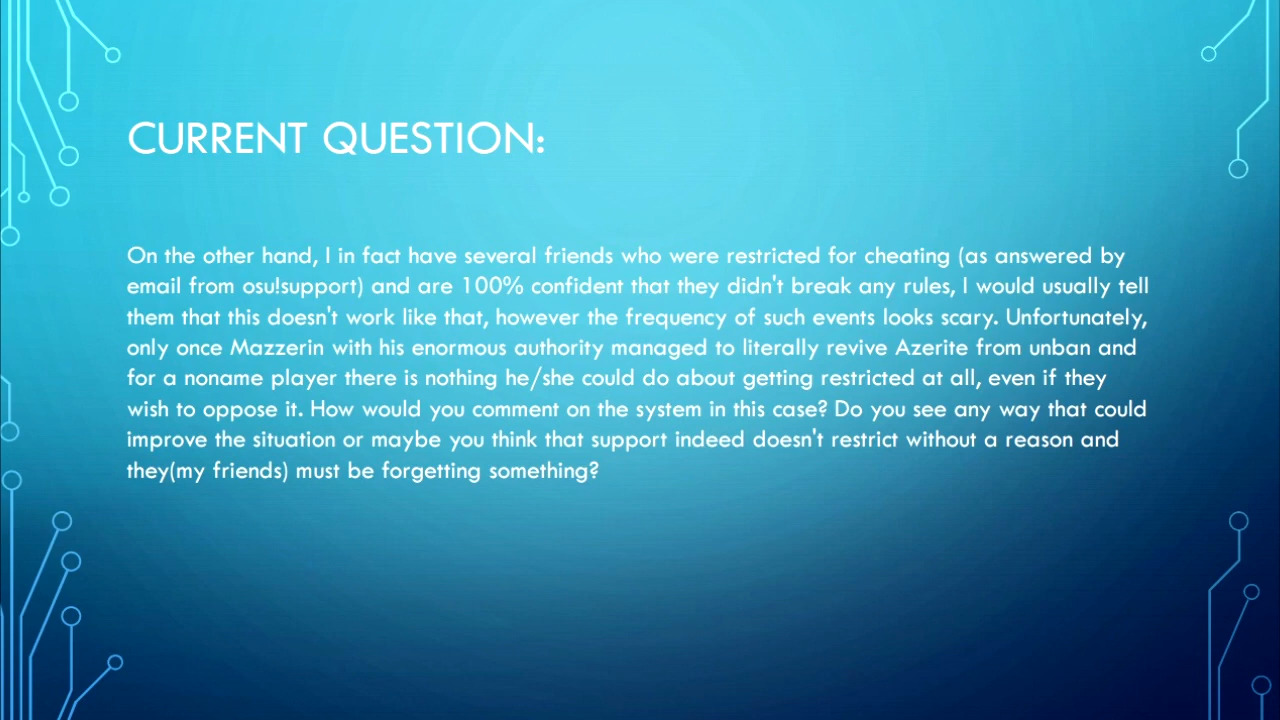 CURRENT QUESTION:
On the other hand, I in fact have several friends who were restricted for cheating (as answered by
email from osu!support) and are 100% confident that they didn't break any rules, I would usually tell
them that this doesn't work like that, however the frequency of such events looks scary. Unfortunately,
only once Mazzerin with his enormous authority managed to literally revive Azerite from unban and
for a noname player there is nothing he/she could do about getting restricted at all, even if they
wish to oppose it. How would you comment on the system in this case? Do you see any way that could
improve the situation or maybe you think that support indeed doesn't restrict without a reason and
they(my friends) must be forgetting something?